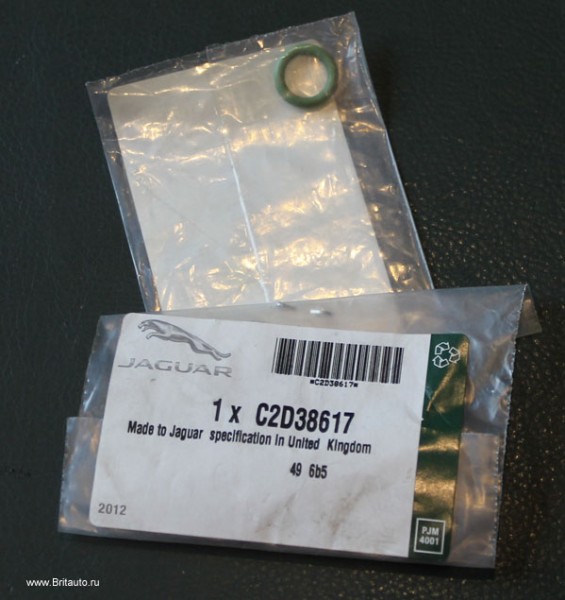 JAGUAR
*C2D38617*
1 x C2D38617
Made to Jaguar specification in United Kingdom
49 6b5
2012
PJM
4001
www.Britauto.ru